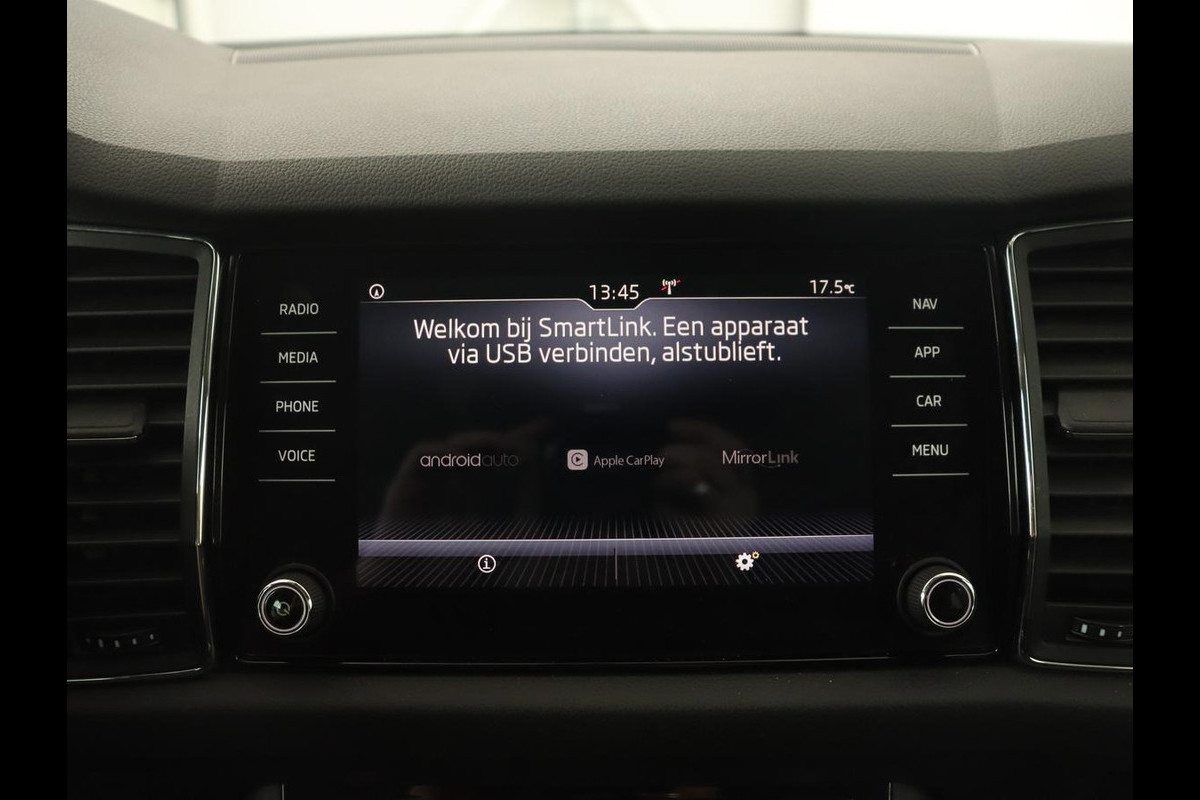 13:45
17.5°C
Welkom bij SmartLink. Een apparaat
via USB verbinden, alstublieft.
androidauto
Apple CarPlay
MirrorLink
RADIO
MEDIA
PHONE
VOICE
NAV
APP
CAR
MENU